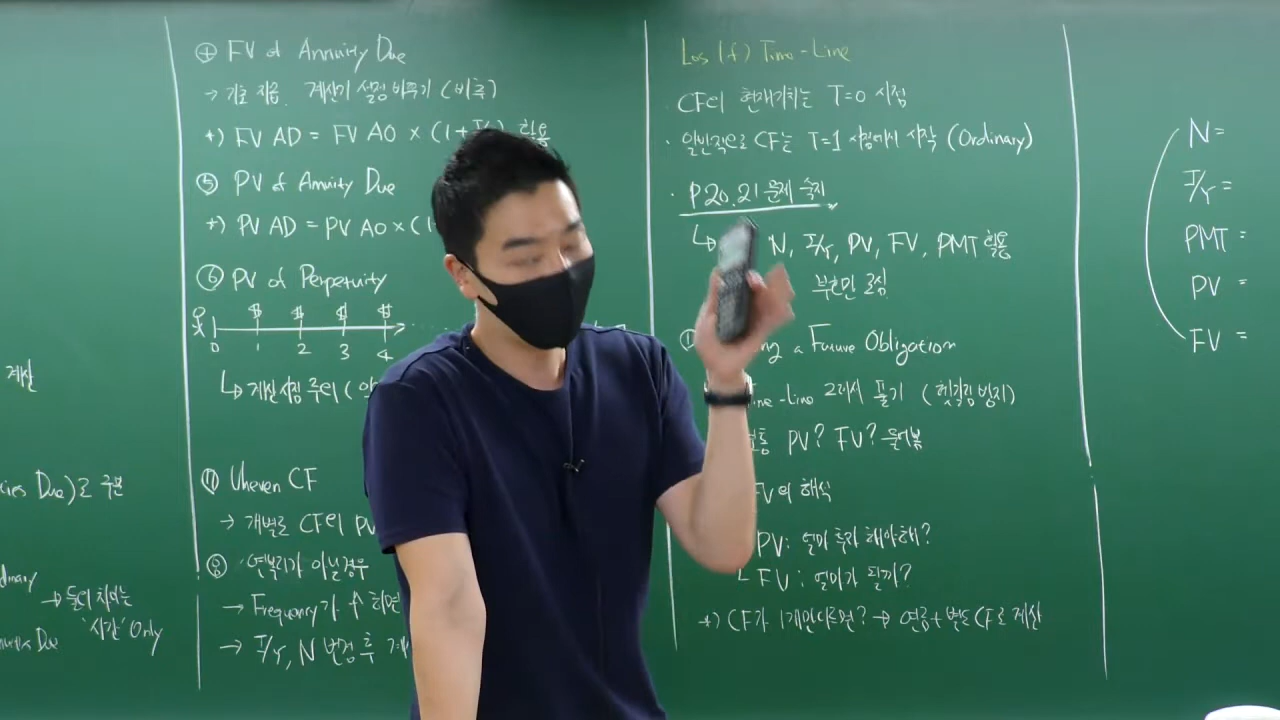 계산
cies Due)로 구분
dinary
→ 둘의 차이는
'시간' Only
Due
④ FV of Annuity Due
→ 기초 지급. 계산기 설정 바꾸기 (비추)
+) FV AD = FV AO × (1+I/Y) 활용
⑤ PV of Annuity Due
+) PV AD = PV AO × (1
⑥ PV of Perpetuity
$ $ $ $
0 1 2 3 4
↳ 계산시점 주의 (
⑦ Uneven CF
→ 개별로 CF의 PV
⑧ 연복리가 아닐경우
→ Frequency가 ↑ 하면
→ I/Y, N 변경 후
Los (f) Time-Line
· CF의 현재가치는 T=0 시점
· 일반적으로 CF는 T=1 시점에서 시작 (Ordinary)
· P20.21 문제 숙지
↳ N, I/Y, PV, FV, PMT 활용
부호만 조심
① ng a Future Obligation
ime-Line 그려서 풀기 (헷갈림 방지)
보통 PV? FV? 물어봄
FV의 해석
PV: 얼마 투자 해야해?
└ FV: 얼마가 될까?
+) CF가 1개만 다르면? → 연금 + 별도 CF로 계산
N=
I/Y =
PMT =
PV =
FV =